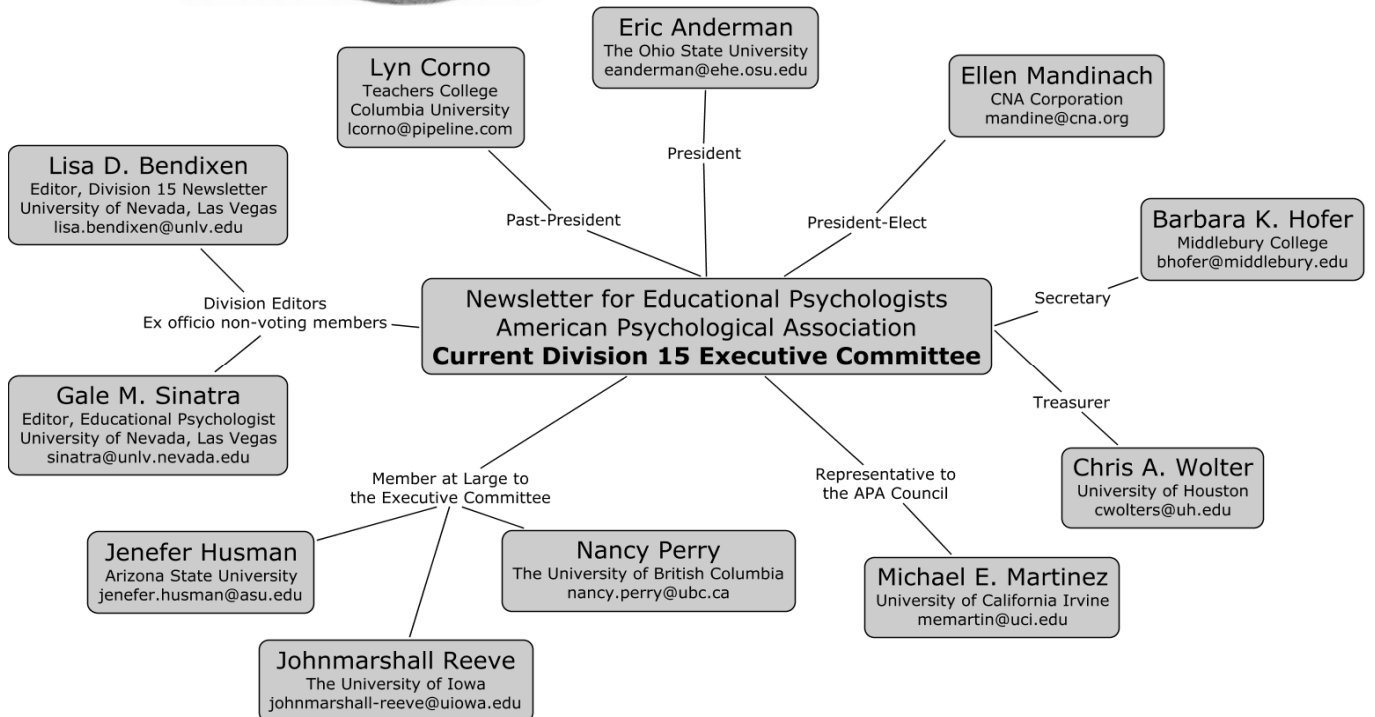 Eric Anderman
The Ohio State University
eanderman@ehe.osu.edu
Lyn Corno
Teachers College
Columbia University
lcorno@pipeline.com
Ellen Mandinach
CNA Corporation
mandine@cna.org
President
Lisa D. Bendixen
Editor, Division 15 Newsletter
University of Nevada, Las Vegas
lisa.bendixen@unlv.edu
Past-President
President-Elect
Barbara K. Hofer
Middlebury College
bhofer@middlebury.edu
Division Editors
Ex officio non-voting members
Newsletter for Educational Psychologists
American Psychological Association
Current Division 15 Executive Committee
Secretary
Gale M. Sinatra
Editor, Educational Psychologist
University of Nevada, Las Vegas
sinatra@unlv.nevada.edu
Treasurer
Member at Large to
the Executive Committee
Representative to
the APA Council
Chris A. Wolter
University of Houston
cwolters@uh.edu
Jenefer Husman
Arizona State University
jenefer.husman@asu.edu
Nancy Perry
The University of British Columbia
nancy.perry@ubc.ca
Michael E. Martinez
University of California Irvine
memartin@uci.edu
Johnmarshall Reeve
The University of Iowa
johnmarshall-reeve@uiowa.edu